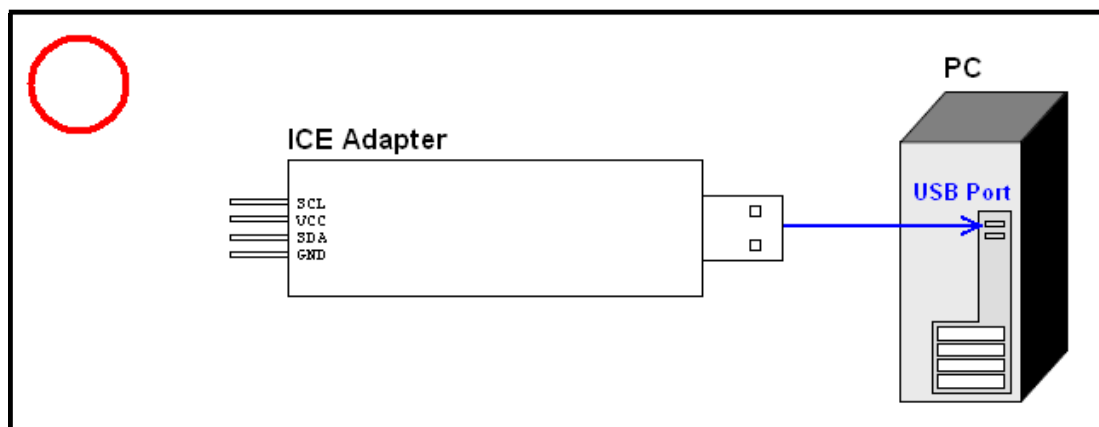 PC
ICE Adapter
USB Port
SCL
VCC
SDA
GND